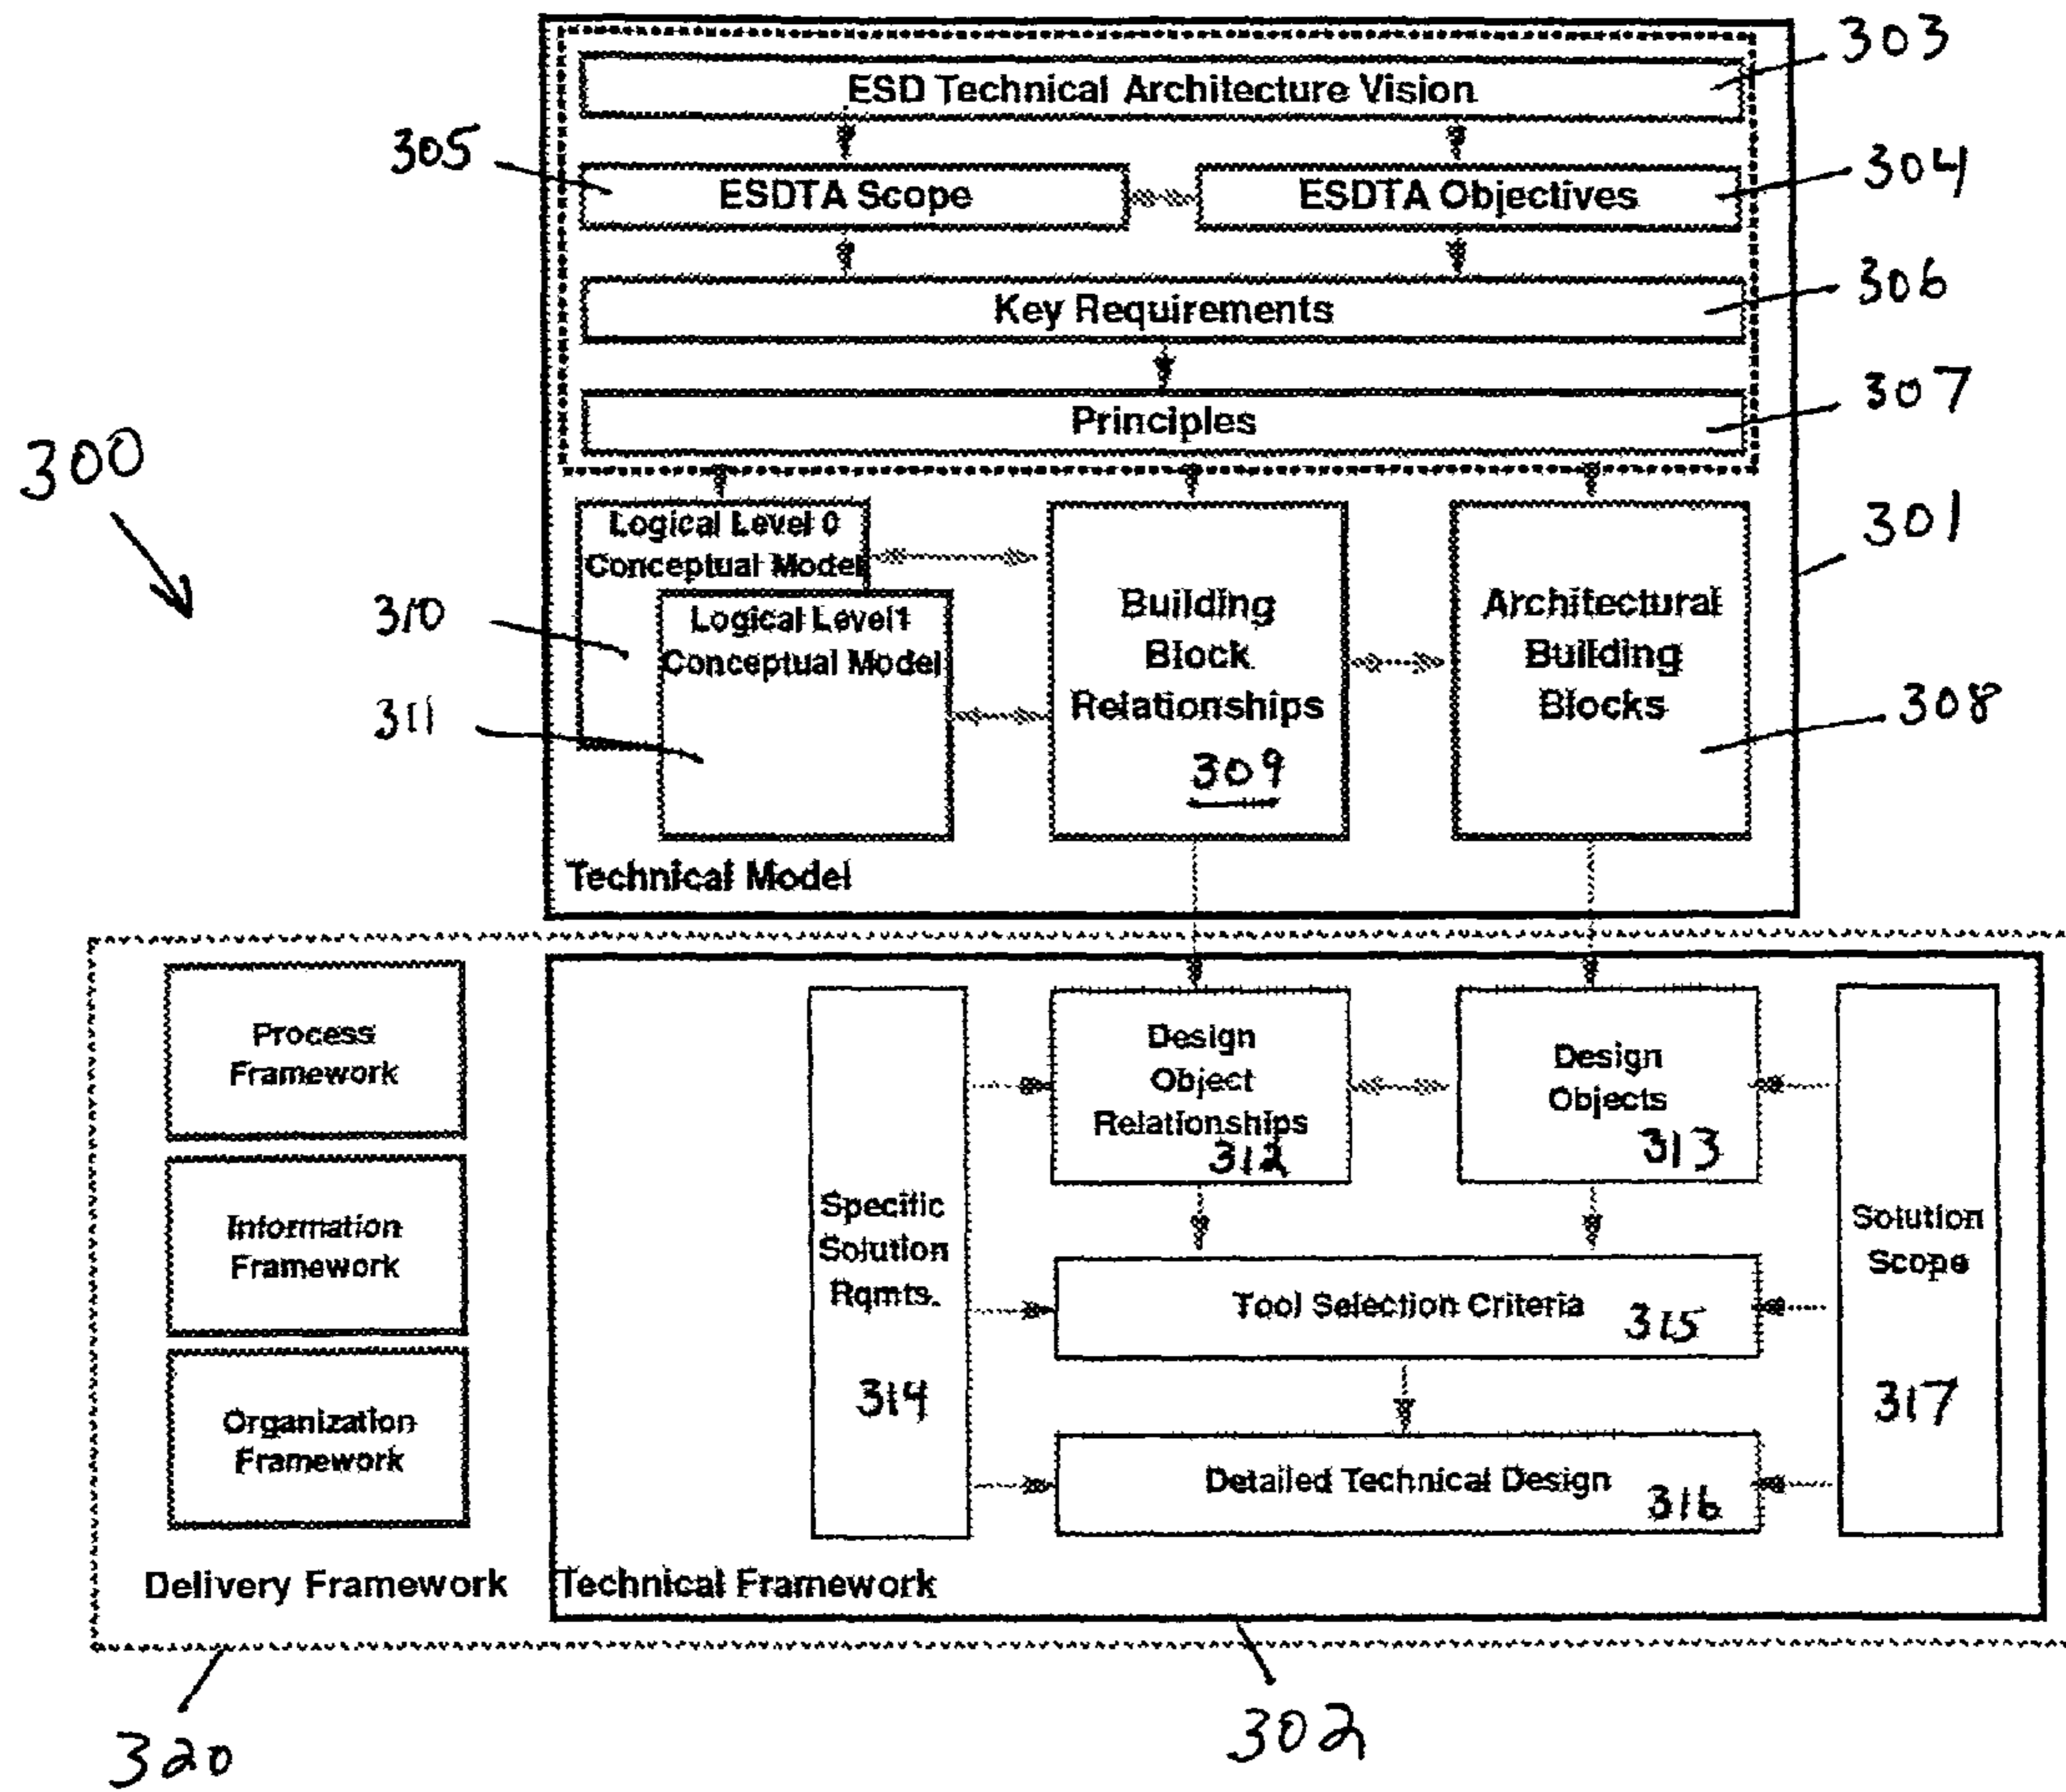 303
ESD Technical Architecture Vision
305
304
ESDTA Scope
ESDTA Objectives
306
Key Requirements
307
Principles
300
301
Logical Level 0
Conceptual Model
310
Logical Level1
Conceptual Model
311
Building
Block
Relationships
309
Architectural
Building
Blocks
308
Technical Model
Process
Framework
Information
Framework
Organization
Framework
Delivery Framework
Specific
Solution
Rqmts.
314
Design
Object
Relationships
312
Design
Objects
313
Tool Selection Criteria
315
Detailed Technical Design
316
Solution
Scope
317
Technical Framework
320
302